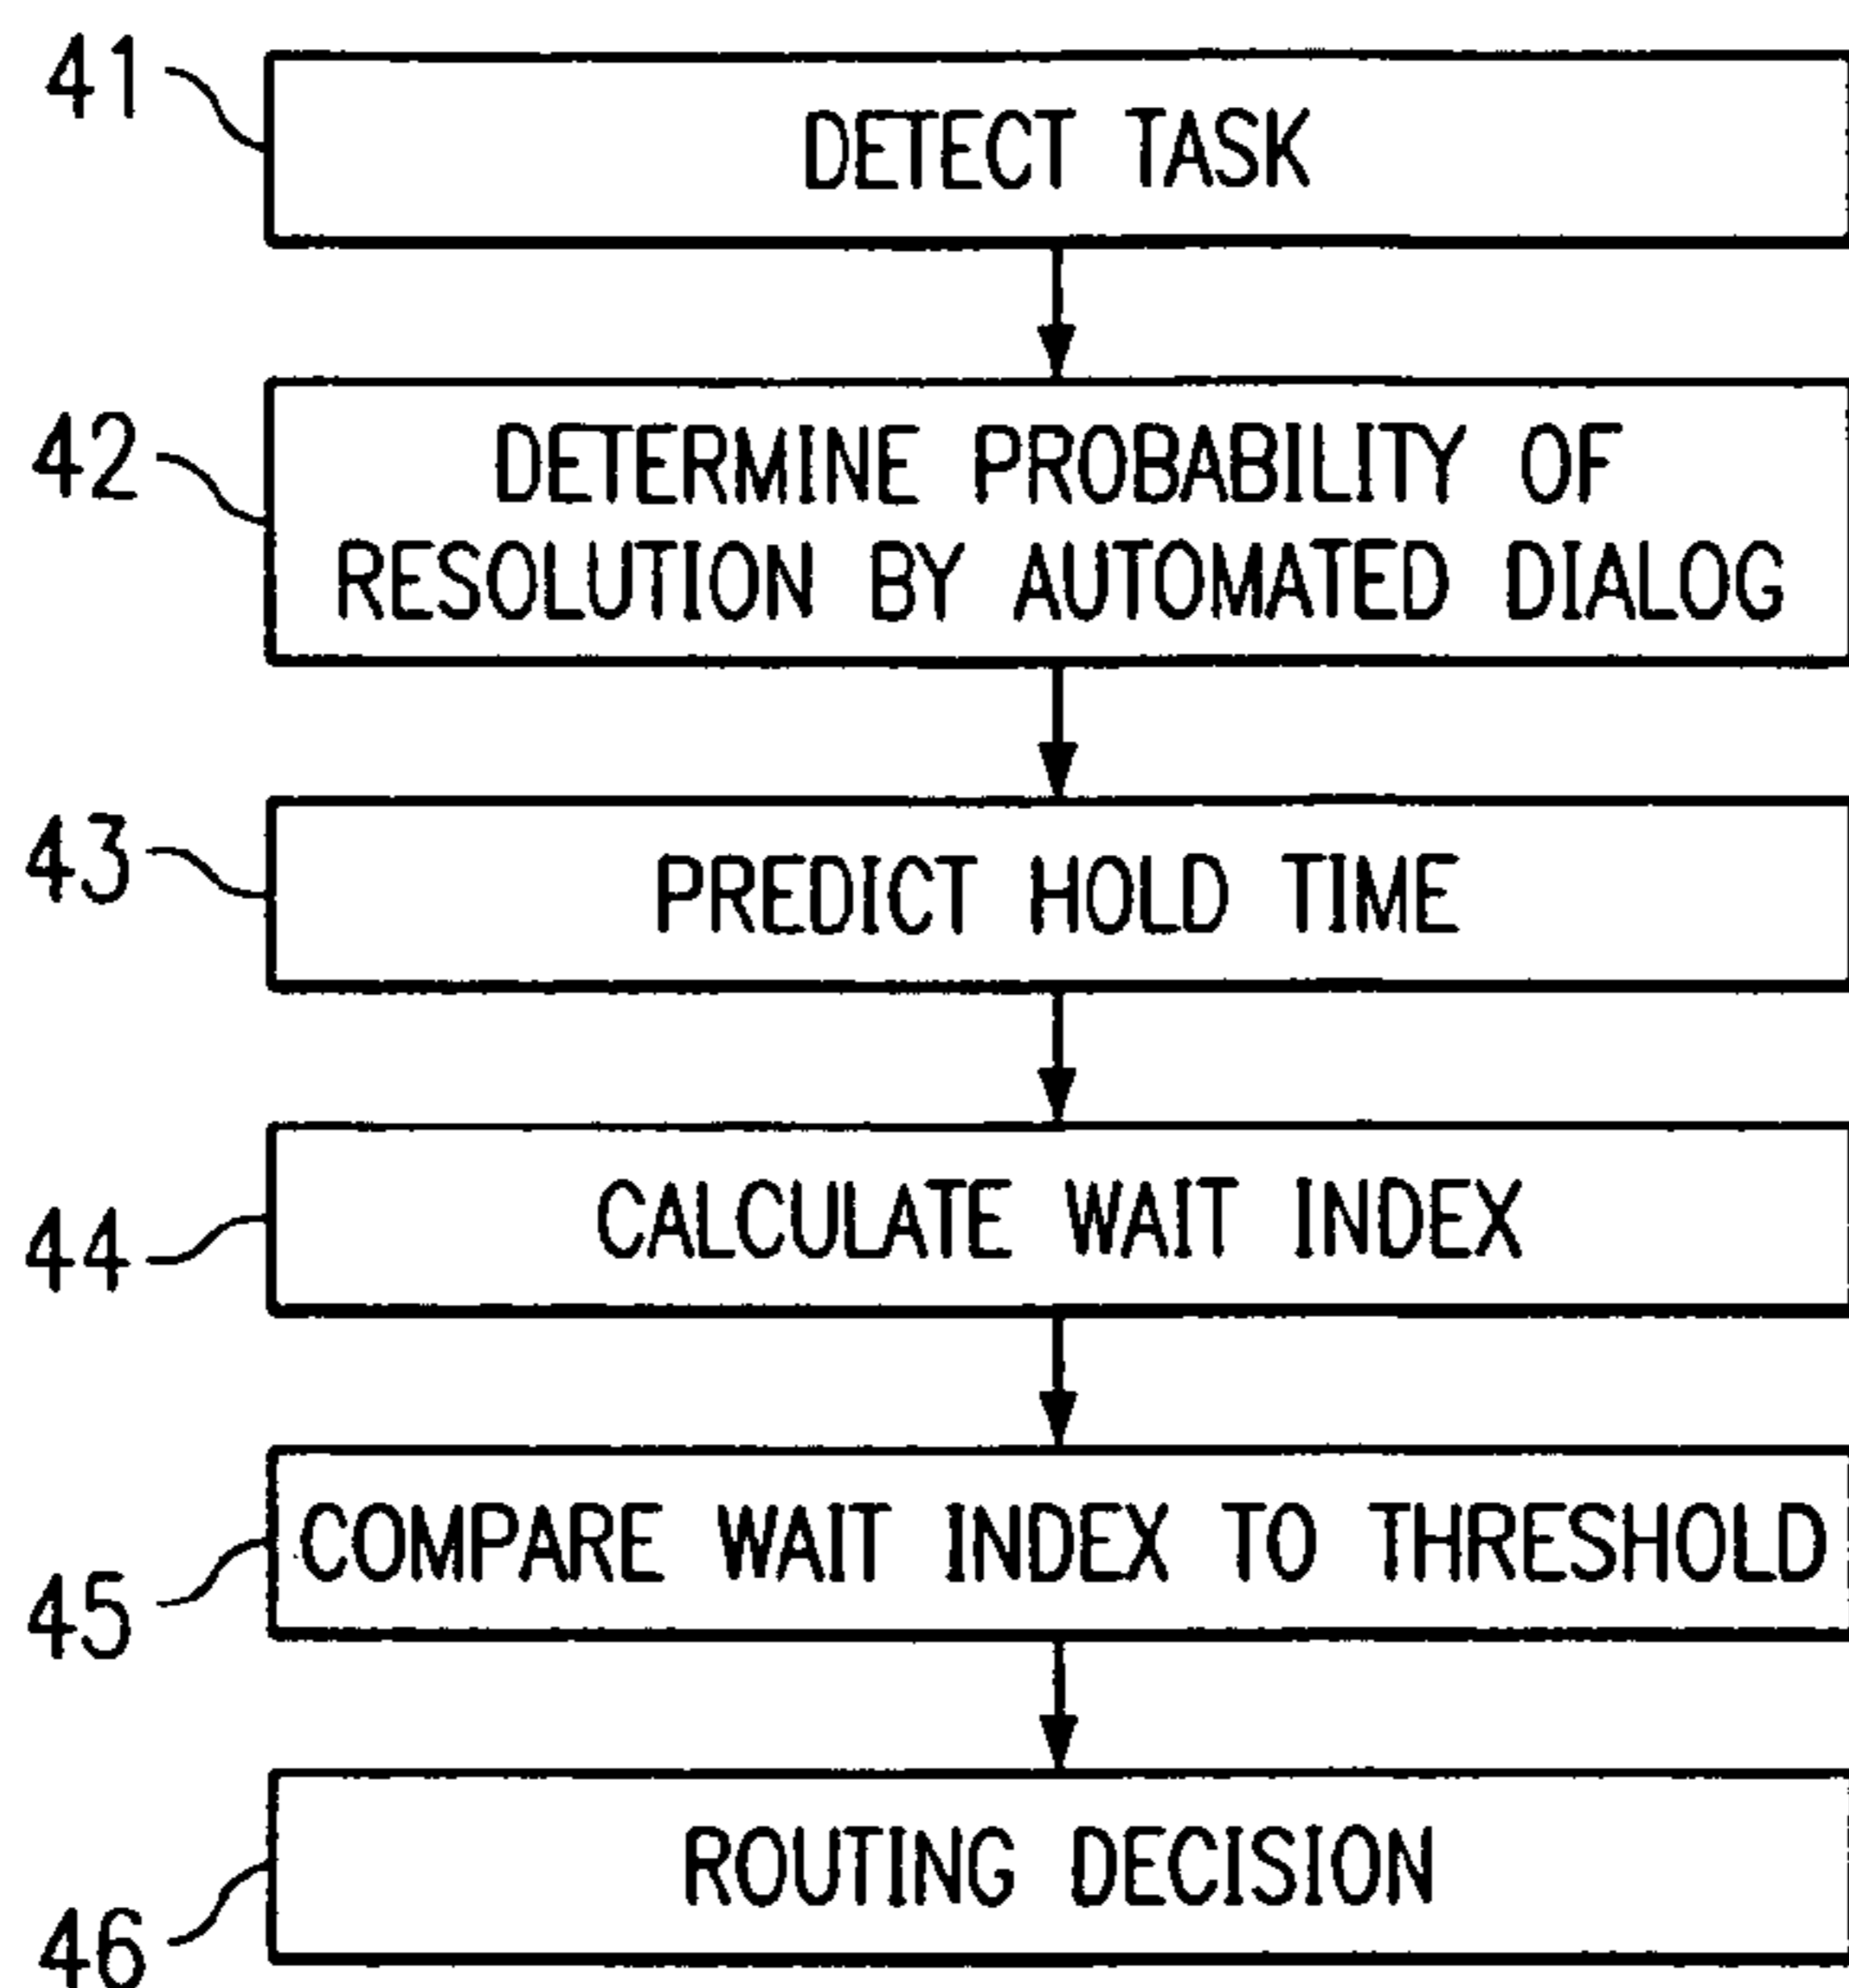 41
DETECT TASK
42
DETERMINE PROBABILITY OF
RESOLUTION BY AUTOMATED DIALOG
43
PREDICT HOLD TIME
44
CALCULATE WAIT INDEX
45
COMPARE WAIT INDEX TO THRESHOLD
46
ROUTING DECISION